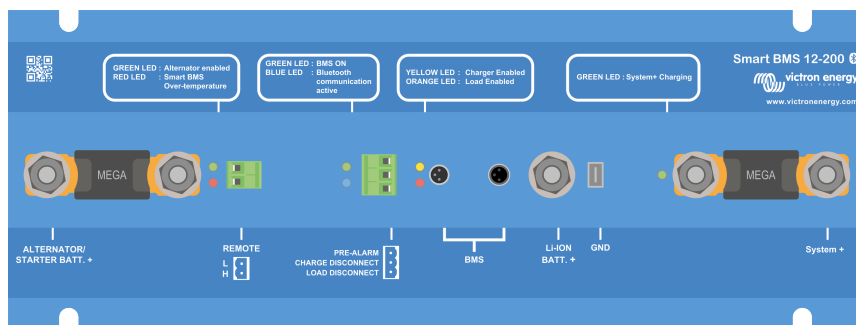 GREEN LED: Alternator enabled
RED LED : Smart BMS
Over-temperature
GREEN LED : BMS ON
BLUE LED : Bluetooth
communication
active
YELLOW LED : Charger Enabled
ORANGE LED : Load Enabled
GREEN LED : System+ Charging
Smart BMS 12-200
victron energy
BLUE POWER
www.victronenergy.com
MEGA
MEGA
ALTERNATOR/
STARTER BATT. +
REMOTE
L
H
PRE-ALARM
CHARGE DISCONNECT
LOAD DISCONNECT
BMS
LI-ION
BATT. +
GND
System +